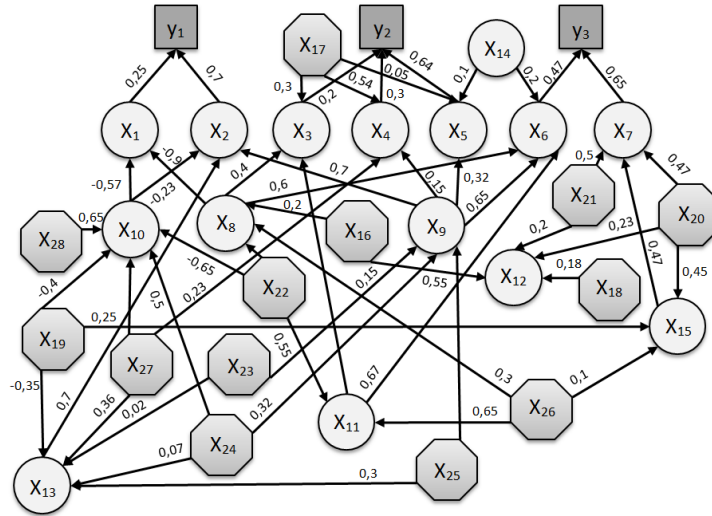 y₁
y₂
y₃
X₁₇
X₁₄
0,25
0,7
0,3
0,2
0,54
0,3
0,05
0,64
0,1
0,2
0,47
0,65
X₁
X₂
X₃
X₄
X₅
X₆
X₇
-0,57
-0,9
-0,23
0,4
0,6
0,2
0,7
0,15
0,32
0,65
0,5
0,47
X₂₈
0,65
X₁₀
X₈
X₁₆
X₉
X₂₁
X₂₀
0,2
0,23
-0,4
0,5
-0,65
0,23
X₂₂
0,15
0,55
X₁₂
0,18
X₁₈
0,47
0,45
X₁₉
0,25
X₁₅
-0,35
0,7
X₂₇
0,36
0,02
X₂₃
0,55
0,67
0,3
0,1
X₂₆
0,07
X₂₄
0,32
X₁₁
0,65
X₁₃
0,3
X₂₅